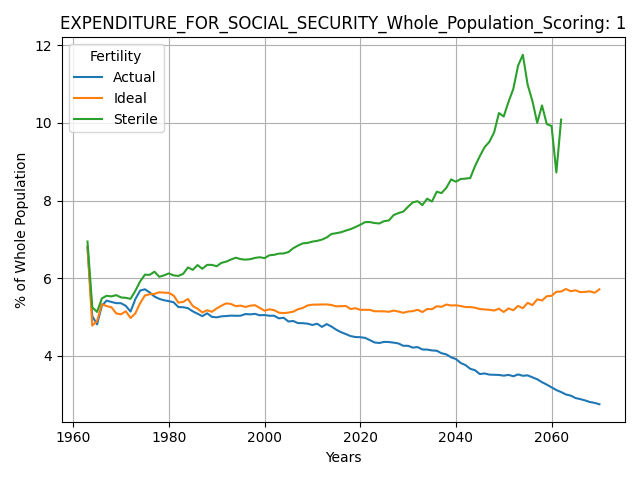 EXPENDITURE_FOR_SOCIAL_SECURITY_Whole_Population_Scoring: 1
Fertility
Actual
Ideal
Sterile
% of Whole Population
12
10
8
6
4
1960 1980 2000 2020 2040 2060
Years